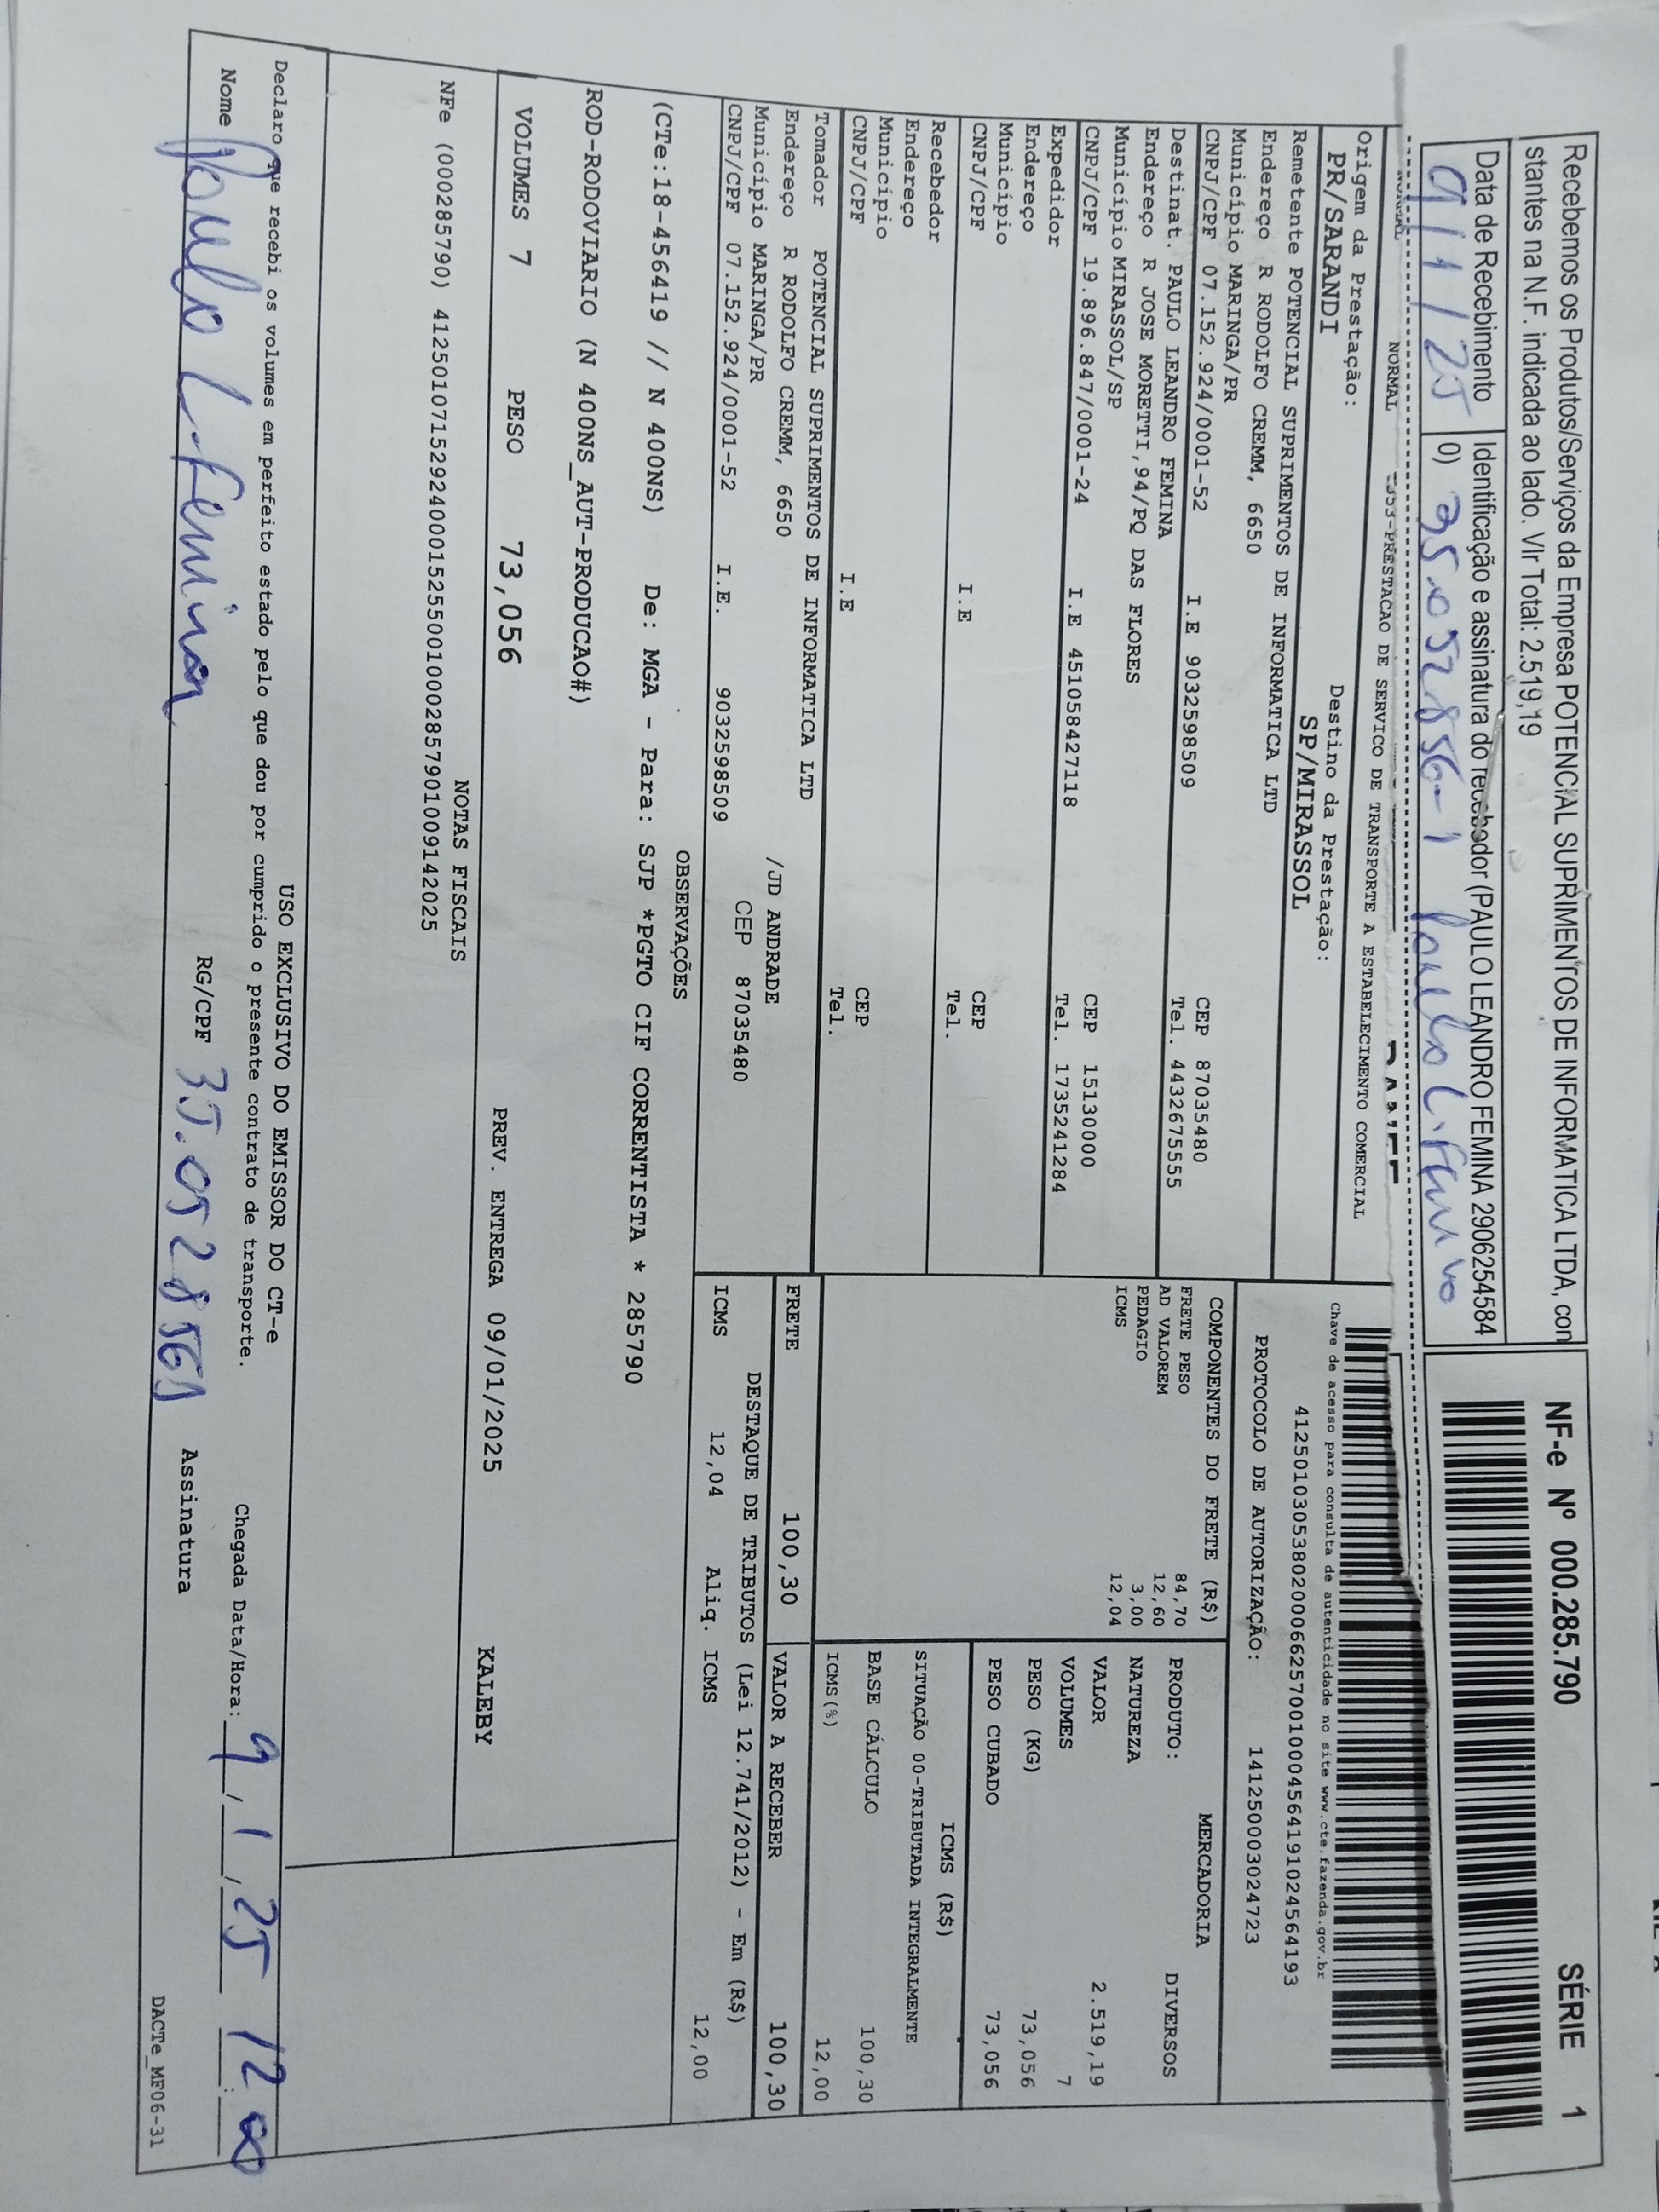 Recebemos os Produtos/Serviços da Empresa POTENCIAL SUPRIMENTOS DE INFORMATICA LTDA, con
stantes na N.F. indicada ao lado. Vlr Total: 2.519,19
Data de Recebimento
Identificação e assinatura do recebedor (PAULO LEANDRO FEMINA 2906254584
9/1/25
0) 35.052856-1
NF-e Nº 000.285.790
SÉRIE 1
NORMAL
5353-PRESTACAO DE SERVICO DE TRANSPORTE A ESTABELECIMENTO COMERCIAL
Origem da Prestação:
Destino da Prestação:
PR/SARANDI
SP/MIRASSOL
Chave de acesso para consulta de autenticidade no site www.cte.fazenda.gov.br
41250103053802000662570010004564191024564193
PROTOCOLO DE AUTORIZAÇÃO: 141250003024723
Remetente POTENCIAL SUPRIMENTOS DE INFORMATICA LTD
Endereço R RODOLFO CREMM, 6650
Município MARINGA/PR
CEP 87035480
CNPJ/CPF 07.152.924/0001-52 I.E 9032598509 Tel. 4432675555
Destinat. PAULO LEANDRO FEMINA
Endereço R JOSE MORETTI,94/PQ DAS FLORES
Município MIRASSOL/SP
CEP 15130000
CNPJ/CPF 19.896.847/0001-24 I.E 451058427118 Tel. 1735241284
Expedidor
Endereço
Município
CEP
CNPJ/CPF I.E Tel.
Recebedor
Endereço
Município
CEP
CNPJ/CPF I.E Tel.
Tomador POTENCIAL SUPRIMENTOS DE INFORMATICA LTD
Endereço R RODOLFO CREMM, 6650 /JD ANDRADE
Município MARINGA/PR
CEP 87035480
CNPJ/CPF 07.152.924/0001-52 I.E. 9032598509
COMPONENTES DO FRETE (R$)
FRETE PESO 84,70
AD VALOREM 12,60
PEDAGIO 3,00
ICMS 12,04
MERCADORIA
PRODUTO: DIVERSOS
NATUREZA
VALOR 2.519,19
VOLUMES 7
PESO (KG) 73,056
PESO CUBADO 73,056
ICMS (R$)
SITUAÇÃO 00-TRIBUTADA INTEGRALMENTE
BASE CÁLCULO 100,30
ICMS(%) 12,00
FRETE 100,30
VALOR A RECEBER 100,30
DESTAQUE DE TRIBUTOS (Lei 12.741/2012) - Em (R$)
ICMS 12,04 Aliq. ICMS 12,00
OBSERVAÇÕES
(CTe:18-456419 // N 400NS) De: MGA - Para: SJP *PGTO CIF CORRENTISTA * 285790
ROD-RODOVIARIO (N 400NS_AUT-PRODUCAO#)
VOLUMES 7 PESO 73,056 PREV. ENTREGA 09/01/2025 KALEBY
NOTAS FISCAIS
NFe (000285790) 41250107152924000152550010002857901009142025
USO EXCLUSIVO DO EMISSOR DO CT-e
Declaro que recebi os volumes em perfeito estado pelo que dou por cumprido o presente contrato de transporte.
Chegada Data/Hora: 9/1/25 12:00
Nome Paulo L. Femina RG/CPF 35.0528561 Assinatura
DACTe_MF06-31